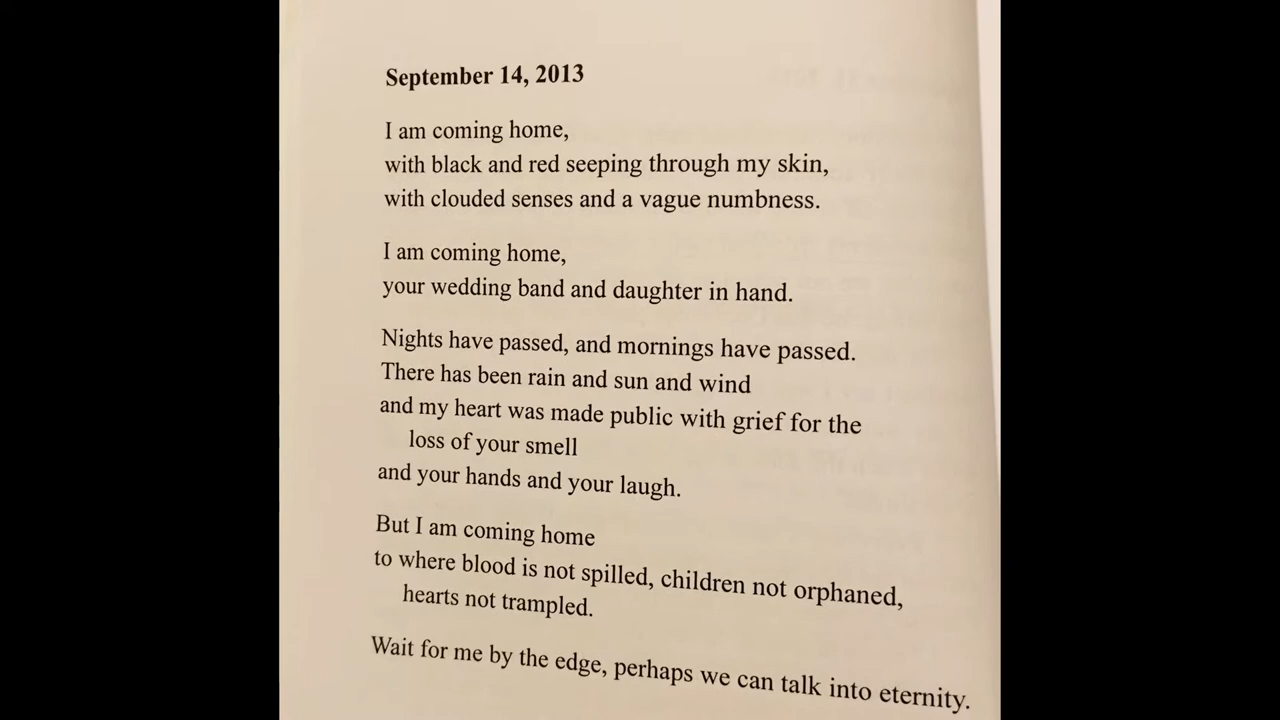 September 14, 2013
I am coming home,
with black and red seeping through my skin,
with clouded senses and a vague numbness.
I am coming home,
your wedding band and daughter in hand.
Nights have passed, and mornings have passed.
There has been rain and sun and wind
and my heart was made public with grief for the
loss of your smell
and your hands and your laugh.
But I am coming home
to where blood is not spilled, children not orphaned,
hearts not trampled.
Wait for me by the edge, perhaps we can talk into eternity.